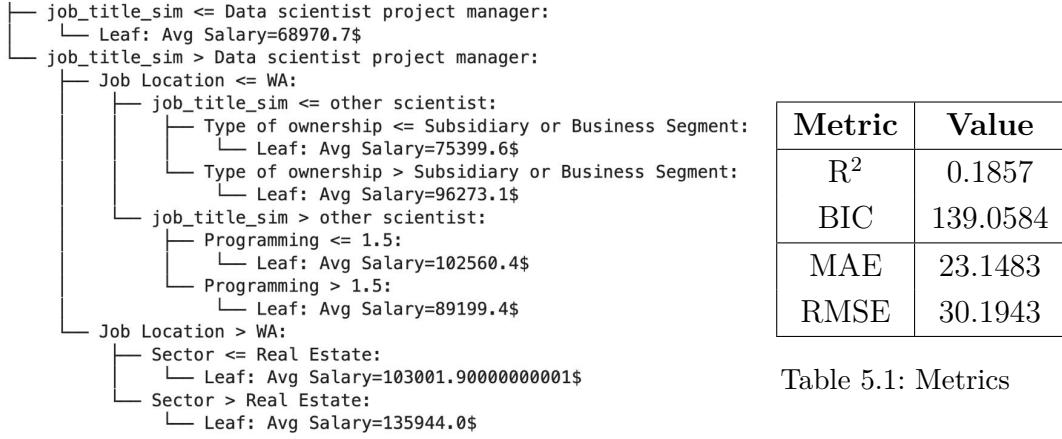 ├── job_title_sim <= Data scientist project manager:
│   └── Leaf: Avg Salary=68970.7$
└── job_title_sim > Data scientist project manager:
    ├── Job Location <= WA:
    │   ├── job_title_sim <= other scientist:
    │   │   ├── Type of ownership <= Subsidiary or Business Segment:
    │   │   │   └── Leaf: Avg Salary=75399.6$
    │   │   └── Type of ownership > Subsidiary or Business Segment:
    │   │       └── Leaf: Avg Salary=96273.1$
    │   └── job_title_sim > other scientist:
    │       ├── Programming <= 1.5:
    │       │   └── Leaf: Avg Salary=102560.4$
    │       └── Programming > 1.5:
    │           └── Leaf: Avg Salary=89199.4$
    └── Job Location > WA:
        ├── Sector <= Real Estate:
        │   └── Leaf: Avg Salary=103001.90000000001$
        └── Sector > Real Estate:
            └── Leaf: Avg Salary=135944.0$
Metric Value
R² 0.1857
BIC 139.0584
MAE 23.1483
RMSE 30.1943
Table 5.1: Metrics